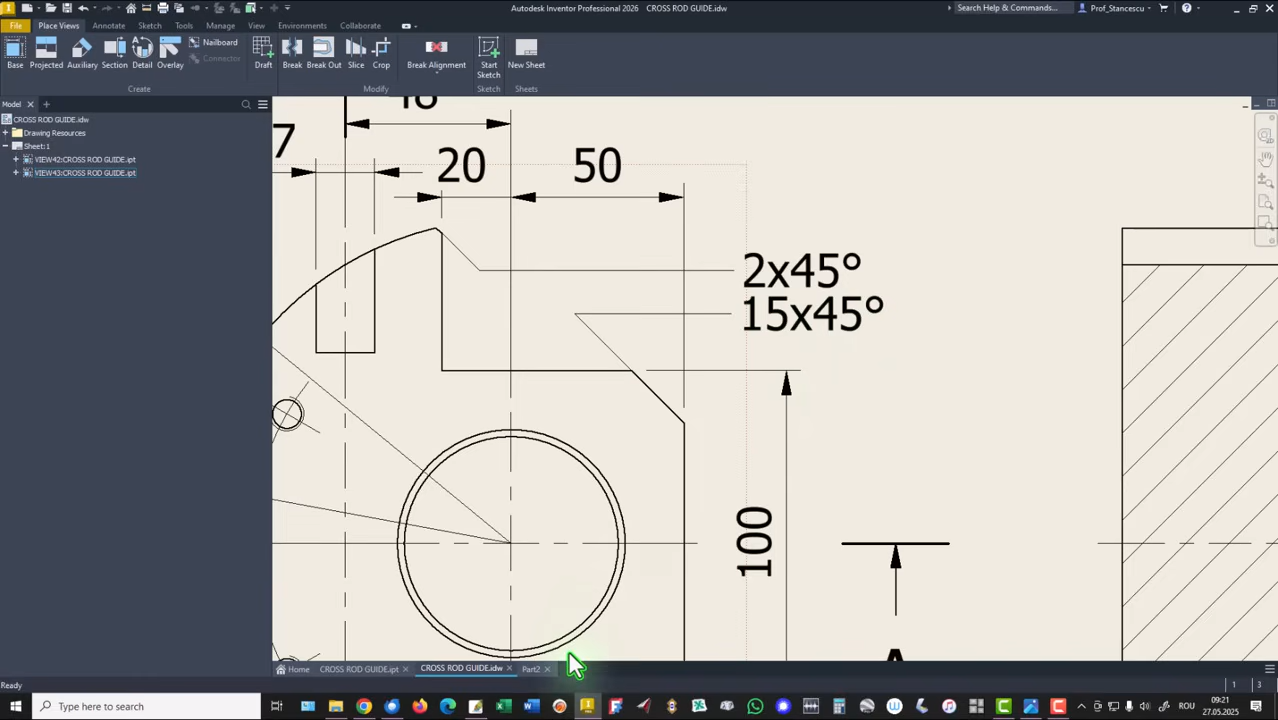 Autodesk Inventor Professional 2026 CROSS ROD GUIDE.idw
Search Help & Commands...
Prof_Stancescu
File Place Views Annotate Sketch Tools Manage View Environments Collaborate
Base Projected Auxiliary Section Detail Overlay
Nailboard
Connector
Draft Break Break Out Slice Crop Break Alignment Start Sketch New Sheet
Create Modify Sketch Sheets
Model
CROSS ROD GUIDE.idw
Drawing Resources
Sheet:1
VIEW42:CROSS ROD GUIDE.ipt
VIEW43:CROSS ROD GUIDE.ipt
7
20
50
2x45°
15x45°
100
Home CROSS ROD GUIDE.ipt CROSS ROD GUIDE.idw Part2
Ready
1 3
Type here to search
ROU
09:21
27.05.2025